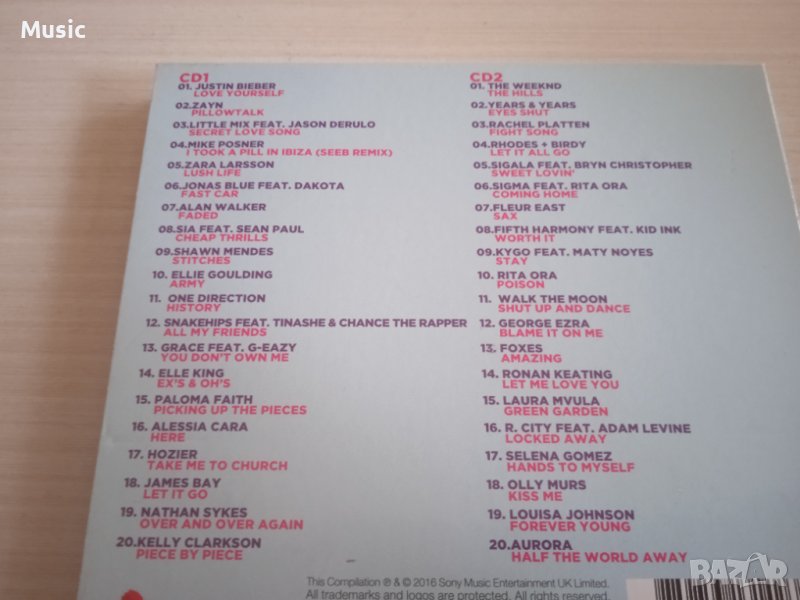 Music
CD1
01. JUSTIN BIEBER
LOVE YOURSELF
02.ZAYN
PILLOWTALK
03.LITTLE MIX FEAT. JASON DERULO
SECRET LOVE SONG
04.MIKE POSNER
I TOOK A PILL IN IBIZA (SEEB REMIX)
05.ZARA LARSSON
LUSH LIFE
06.JONAS BLUE FEAT. DAKOTA
FAST CAR
07.ALAN WALKER
FADED
08.SIA FEAT. SEAN PAUL
CHEAP THRILLS
09.SHAWN MENDES
STITCHES
10. ELLIE GOULDING
ARMY
11. ONE DIRECTION
HISTORY
12. SNAKEHIPS FEAT. TINASHE & CHANCE THE RAPPER
ALL MY FRIENDS
13. GRACE FEAT. G-EAZY
YOU DON'T OWN ME
14. ELLE KING
EX'S & OH'S
15. PALOMA FAITH
PICKING UP THE PIECES
16. ALESSIA CARA
HERE
17. HOZIER
TAKE ME TO CHURCH
18. JAMES BAY
LET IT GO
19. NATHAN SYKES
OVER AND OVER AGAIN
20.KELLY CLARKSON
PIECE BY PIECE
CD2
01. THE WEEKND
THE HILLS
02.YEARS & YEARS
EYES SHUT
03.RACHEL PLATTEN
FIGHT SONG
04.RHODES + BIRDY
LET IT ALL GO
05.SIGALA FEAT. BRYN CHRISTOPHER
SWEET LOVIN'
06.SIGMA FEAT. RITA ORA
COMING HOME
07.FLEUR EAST
SAX
08.FIFTH HARMONY FEAT. KID INK
WORTH IT
09.KYGO FEAT. MATY NOYES
STAY
10. RITA ORA
POISON
11. WALK THE MOON
SHUT UP AND DANCE
12. GEORGE EZRA
BLAME IT ON ME
13. FOXES
AMAZING
14. RONAN KEATING
LET ME LOVE YOU
15. LAURA MVULA
GREEN GARDEN
16. R. CITY FEAT. ADAM LEVINE
LOCKED AWAY
17. SELENA GOMEZ
HANDS TO MYSELF
18. OLLY MURS
KISS ME
19. LOUISA JOHNSON
FOREVER YOUNG
20.AURORA
HALF THE WORLD AWAY
This Compilation ℗ & © 2016 Sony Music Entertainment UK Limited.
All trademarks and logos are protected. All rights reserved.
BAZAR